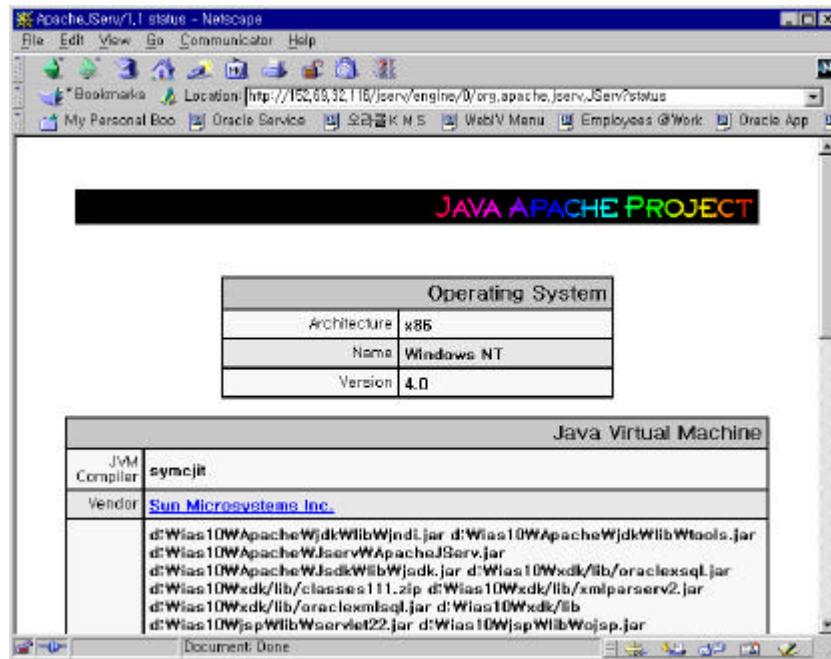 ApacheJServ/1.1 status - Netscape
File Edit View Go Communicator Help
Bookmarks Location: http://152.69.32.116/jserv/engine/0/org.apache.jserv.JServ?status
My Personal Boo Oracle Service 오라클 K M S WebIV Menu Employees @Work Oracle App
JAVA APACHE PROJECT
Operating System
Architecture x86
Name Windows NT
Version 4.0
Java Virtual Machine
JVM
Compiler symcjit
Vendor Sun Microsystems Inc.
d:₩ias10₩Apache₩jdk₩lib₩jndi.jar d:₩ias10₩Apache₩jdk₩lib₩tools.jar
d:₩ias10₩Apache₩Jserv₩ApacheJServ.jar
d:₩ias10₩Apache₩Jsdk₩lib₩jsdk.jar d:₩ias10₩xdk/lib/oraclexsql.jar
d:₩ias10₩xdk/lib/classes111.zip d:₩ias10₩xdk/lib/xmlparserv2.jar
d:₩ias10₩xdk/lib/oraclexmlsql.jar d:₩ias10₩xdk/lib
d:₩ias10₩jsp₩lib₩servlet22.jar d:₩ias10₩jsp₩lib₩ojsp.jar
Document: Done